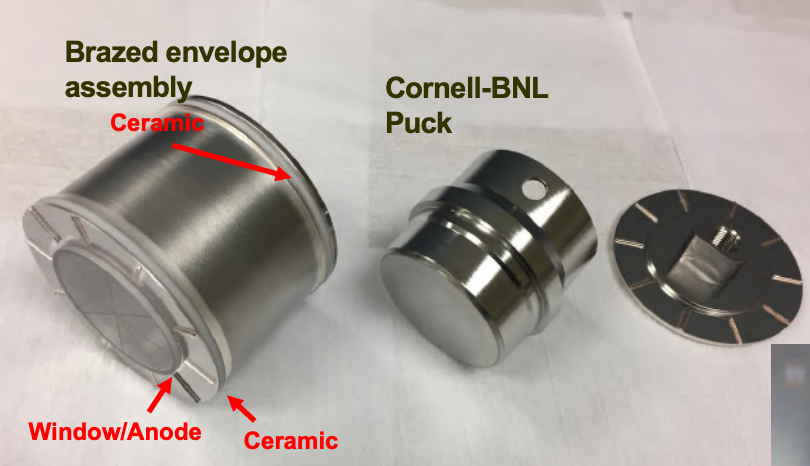 Brazed envelope
assembly
Ceramic
Cornell-BNL
Puck
Window/Anode
Ceramic